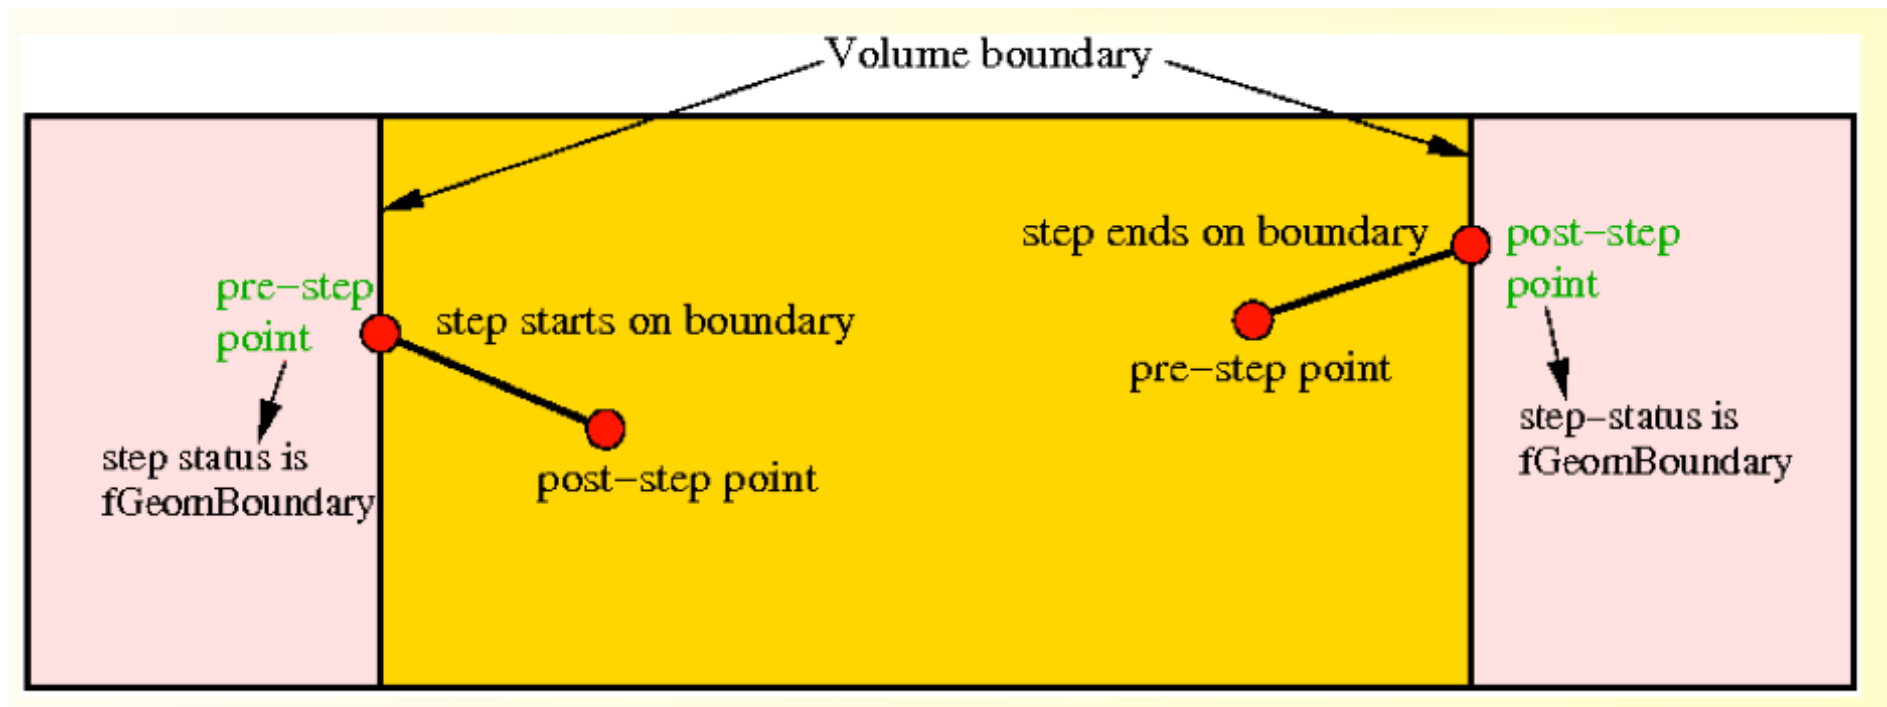 Volume boundary
step ends on boundary
post-step
point
pre-step
point
step starts on boundary
pre-step point
step-status is
fGeomBoundary
step status is
fGeomBoundary
post-step point